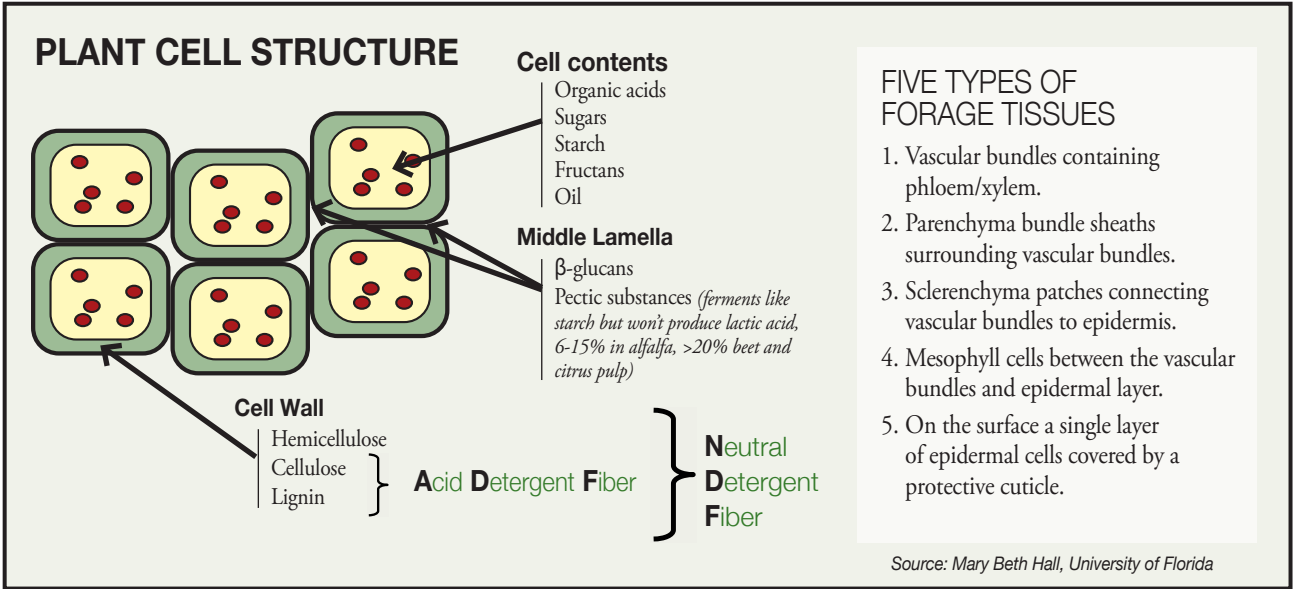 PLANT CELL STRUCTURE
Cell contents
Organic acids
Sugars
Starch
Fructans
Oil
Middle Lamella
β-glucans
Pectic substances (ferments like
starch but won't produce lactic acid,
6-15% in alfalfa, >20% beet and
citrus pulp)
Cell Wall
Hemicellulose
Cellulose
Lignin
Acid Detergent Fiber
Neutral
Detergent
Fiber
FIVE TYPES OF
FORAGE TISSUES
1. Vascular bundles containing
phloem/xylem.
2. Parenchyma bundle sheaths
surrounding vascular bundles.
3. Sclerenchyma patches connecting
vascular bundles to epidermis.
4. Mesophyll cells between the vascular
bundles and epidermal layer.
5. On the surface a single layer
of epidermal cells covered by a
protective cuticle.
Source: Mary Beth Hall, University of Florida